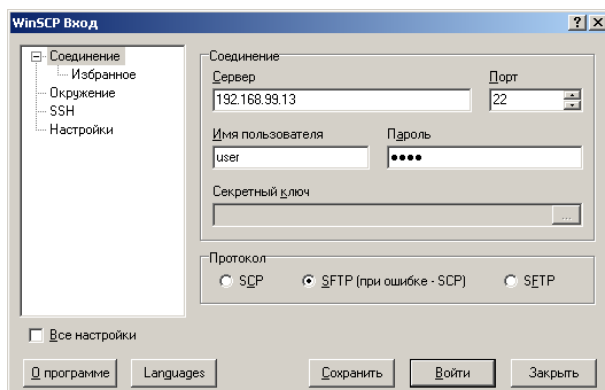 WinSCP Вход
Соединение
Избранное
Окружение
SSH
Настройки
Соединение
Сервер Порт
192.168.99.13 22
Имя пользователя Пароль
user ●●●●
Секретный ключ
...
Протокол
SCP SFTP (при ошибке - SCP) SFTP
Все настройки
О программе Languages Сохранить Войти Закрыть